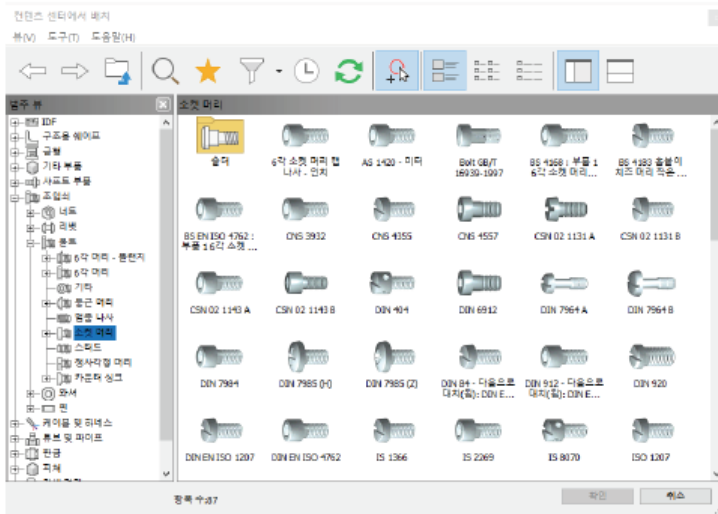 컨텐츠 센터에서 배치
뷰(V) 도구(T) 도움말(H)
범주 뷰
소켓 머리
IDF
구조용 쉐이프
금형
기타 부품
샤프트 부품
조임쇠
너트
리벳
볼트
6각 머리 - 플랜지
6각 머리
기타
둥근 머리
멈춤 나사
소켓 머리
스터드
정사각형 머리
카운터 싱크
와셔
핀
케이블 및 하네스
튜브 및 파이프
판금
피쳐
숄더
6각 소켓 머리 캡
나사 - 인치
AS 1420 - 미터
Bolt GB/T
16939-1997
BS 4168 : 부품 1
6각 소켓 머리...
BS 4183 홈붙이
치즈 머리 작은 ...
BS EN ISO 4762 :
부품 1 6각 소켓 ...
CNS 3932
CNS 4355
CNS 4557
CSN 02 1131 A
CSN 02 1131 B
CSN 02 1143 A
CSN 02 1143 B
DIN 404
DIN 6912
DIN 7964 A
DIN 7964 B
DIN 7984
DIN 7985 (H)
DIN 7985 (Z)
DIN 84 - 다음으로
대치(됨): DIN E...
DIN 912 - 다음으로
대치(됨): DIN E...
DIN 920
DIN EN ISO 1207
DIN EN ISO 4762
IS 1366
IS 2269
IS 8070
ISO 1207
항목 수:87
확인
취소